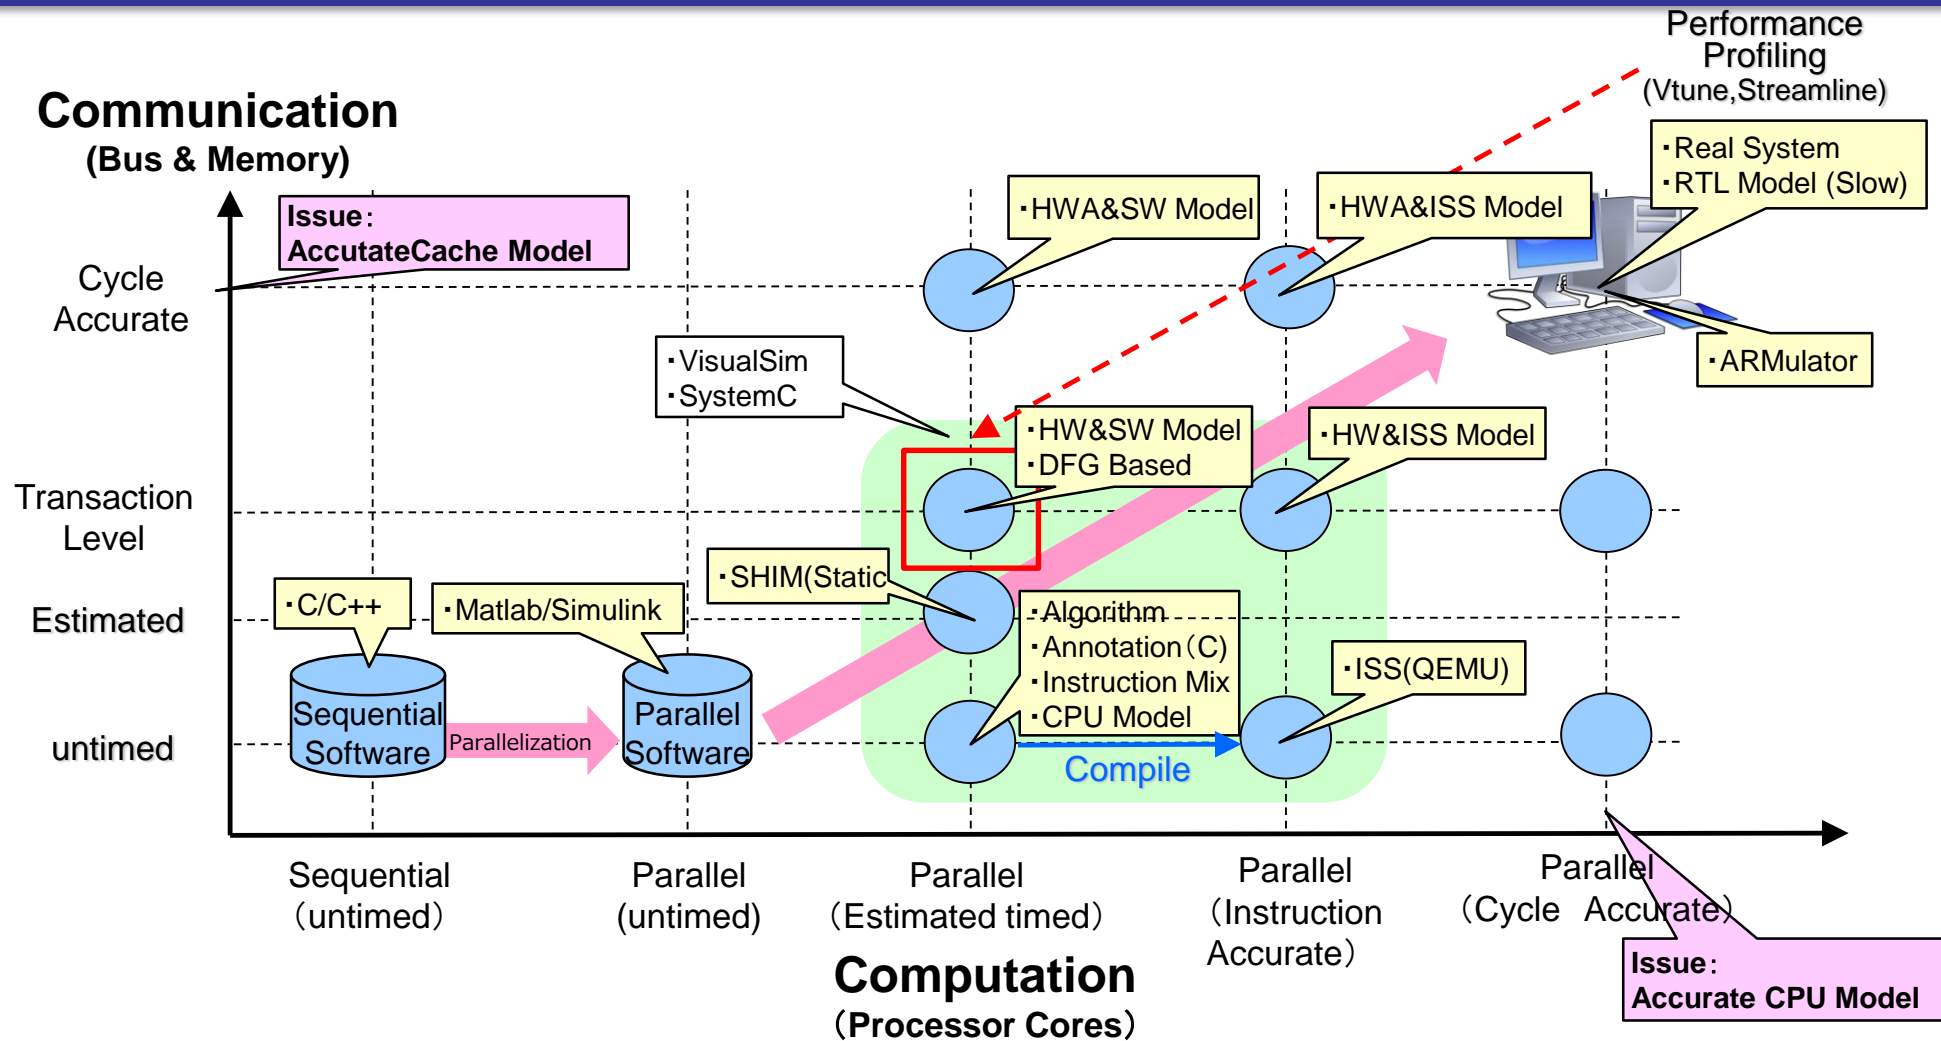 Performance
Profiling
(Vtune,Streamline)
Communication
(Bus & Memory)
・Real System
・RTL Model (Slow)
・HWA&SW Model
・HWA&ISS Model
Issue：
AccutateCache Model
Cycle
Accurate
・VisualSim
・SystemC
・ARMulator
・HW&SW Model
・DFG Based
・HW&ISS Model
Transaction
Level
・SHIM(Static
・C/C++
・Matlab/Simulink
Estimated
・Algorithm
・Annotation（C)
・Instruction Mix
・CPU Model
・ISS(QEMU)
Sequential
Software
Parallelization
Parallel
Software
untimed
Compile
Sequential
（untimed）
Parallel
(untimed)
Parallel
（Estimated timed）
Parallel
（Instruction
Accurate）
Parallel
（Cycle　Accurate）
Computation
（Processor Cores）
Issue：
Accurate CPU Model